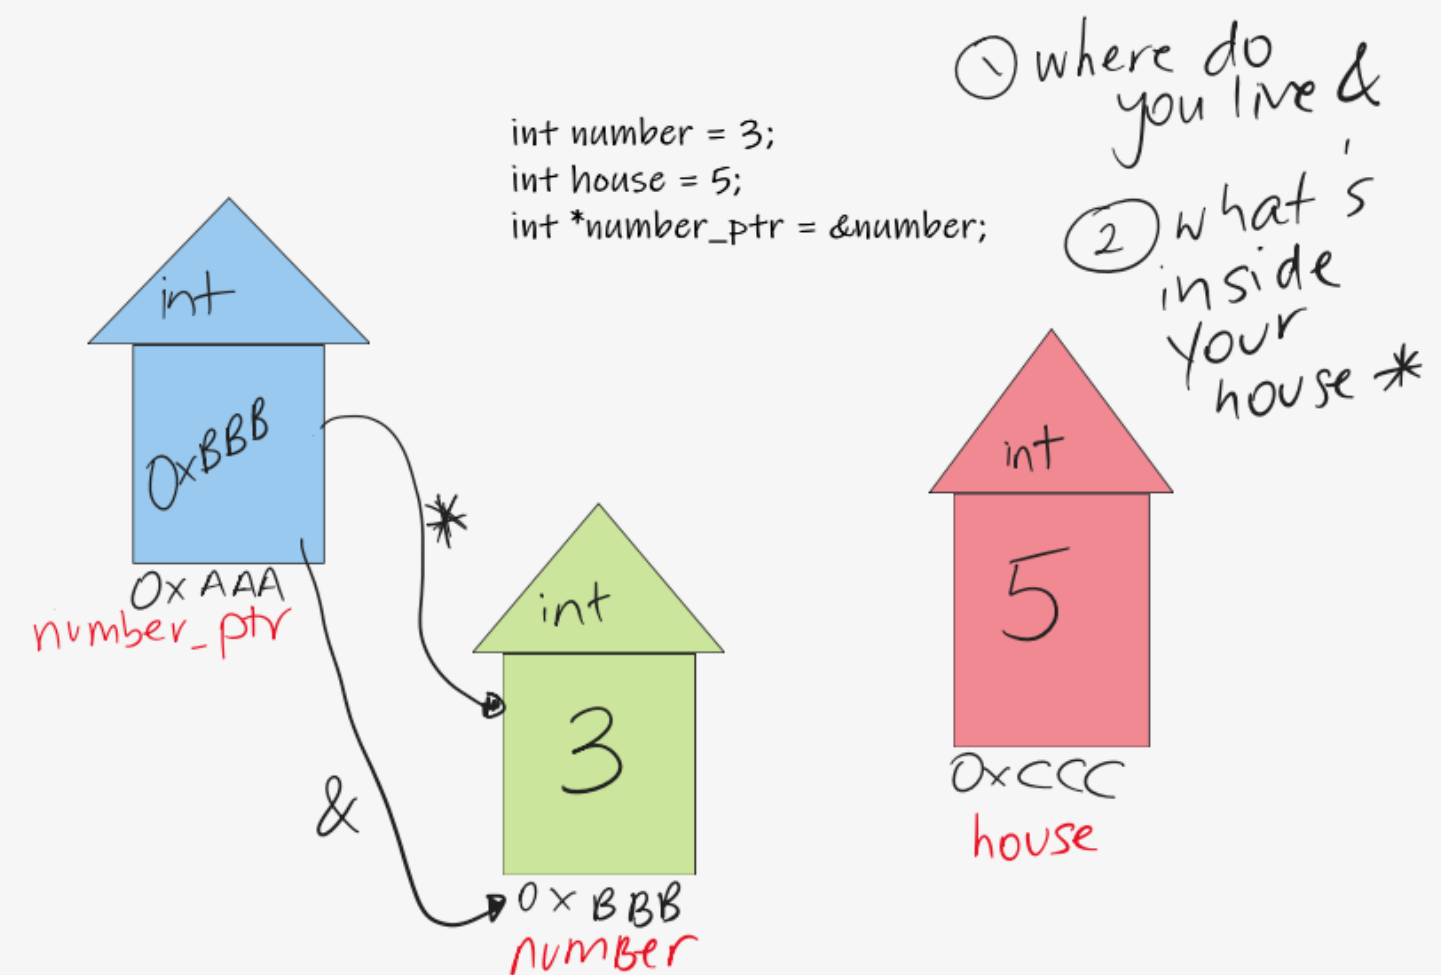 ① where do
you live &
int number = 3;
int house = 5;
int *number_ptr = &number;
② what's
inside
your
house *
int
0xBBB
0xAAA
number_ptr
*
&
int
3
0xBBB
number
int
5
0xCCC
house